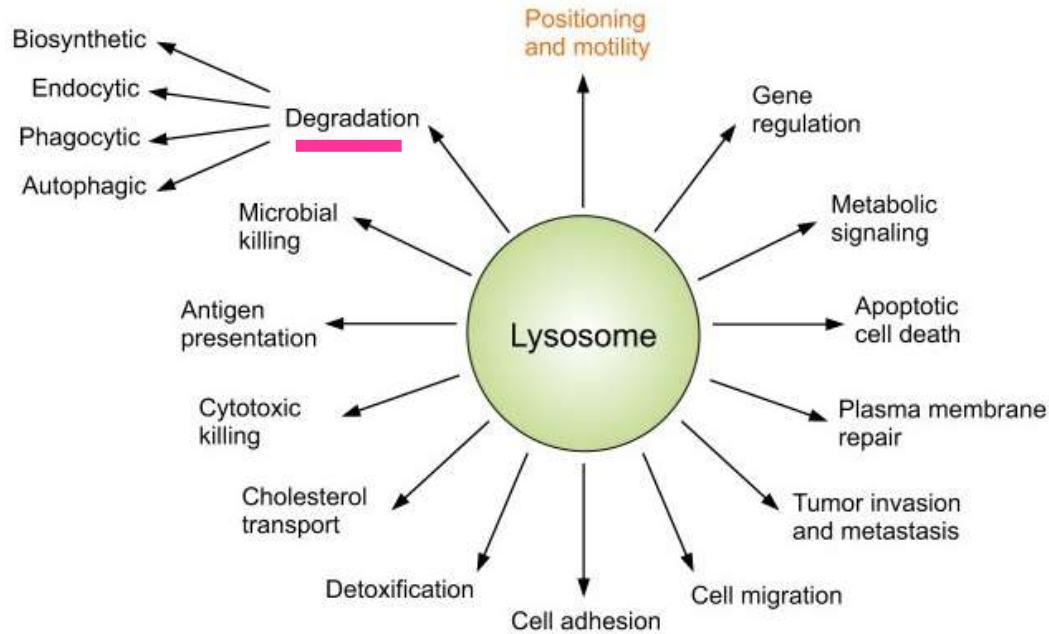 Positioning
and motility
Biosynthetic
Endocytic
Phagocytic
Autophagic
Degradation
Gene
regulation
Microbial
killing
Metabolic
signaling
Antigen
presentation
Lysosome
Apoptotic
cell death
Cytotoxic
killing
Plasma membrane
repair
Cholesterol
transport
Tumor invasion
and metastasis
Detoxification
Cell adhesion
Cell migration